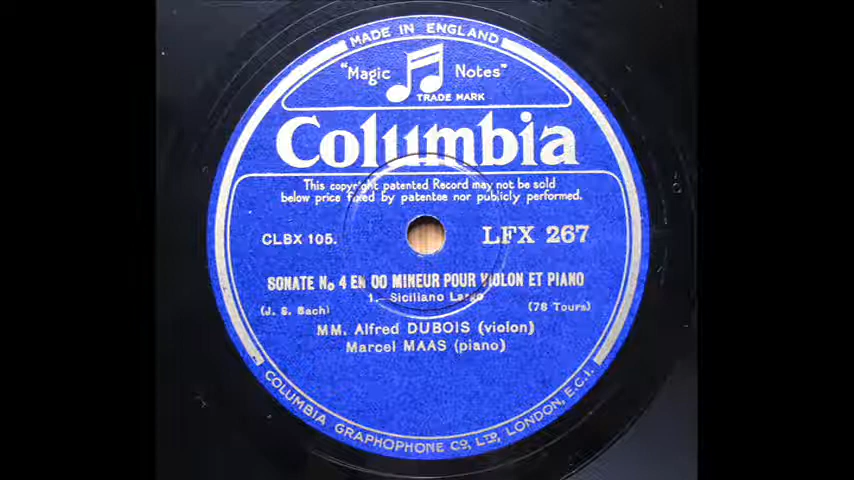 MADE IN ENGLAND
"Magic Notes"
TRADE MARK
Columbia
This copyright patented Record may not be sold
below price fixed by patentee nor publicly performed.
CLBX 105.
LFX 267
SONATE No 4 EN DO MINEUR POUR VIOLON ET PIANO
1. – Siciliano Largo
(J. S. Bach)
(78 Tours)
MM. Alfred DUBOIS (violon)
Marcel MAAS (piano)
COLUMBIA GRAPHOPHONE CO, LTD, LONDON, E.C.1.